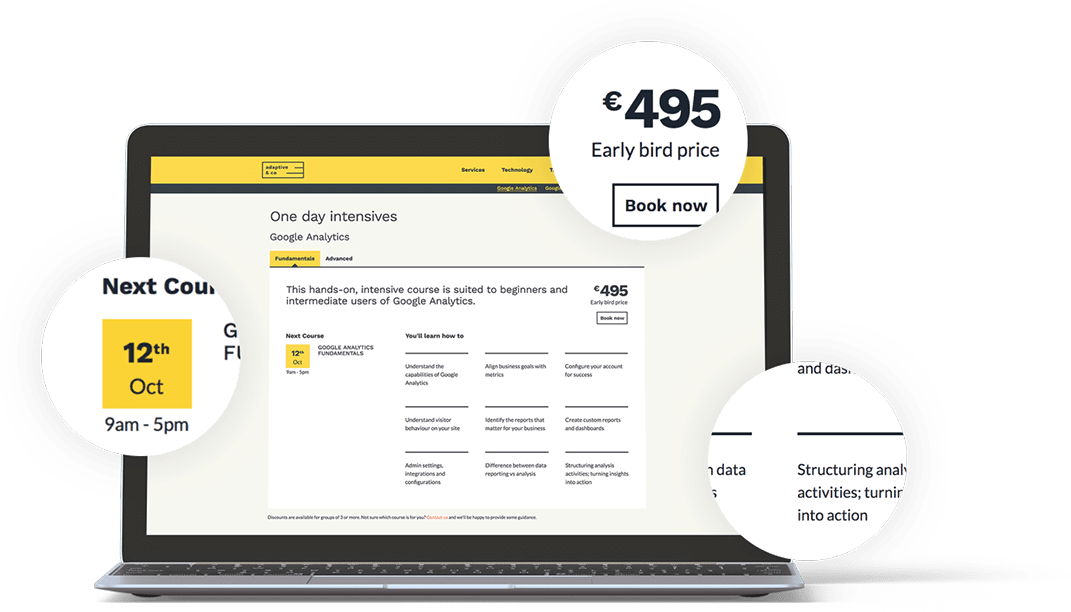 €495
Early bird price
Book now
adaptive
& co
Services Technology
Google Analytics
One day intensives
Google Analytics
Fundamentals Advanced
This hands-on, intensive course is suited to beginners and
intermediate users of Google Analytics.
€495
Early bird price
Book now
Next Course
12th
Oct
9am - 5pm
GOOGLE ANALYTICS
FUNDAMENTALS
You'll learn how to
Understand the
capabilities of Google
Analytics
Align business goals with
metrics
Configure your account
for success
Understand visitor
behaviour on your site
Identify the reports that
matter for your business
Create custom reports
and dashboards
Admin settings,
integrations and
configurations
Difference between data
reporting vs analysis
Structuring analysis
activities; turning insights
into action
Discounts are available for groups of 3 or more. Not sure which course is for you? Contact us and we'll be happy to provide some guidance.
Next Cour
12th
Oct
9am - 5pm
and das
data
Structuring analy
activities; turnin
into action